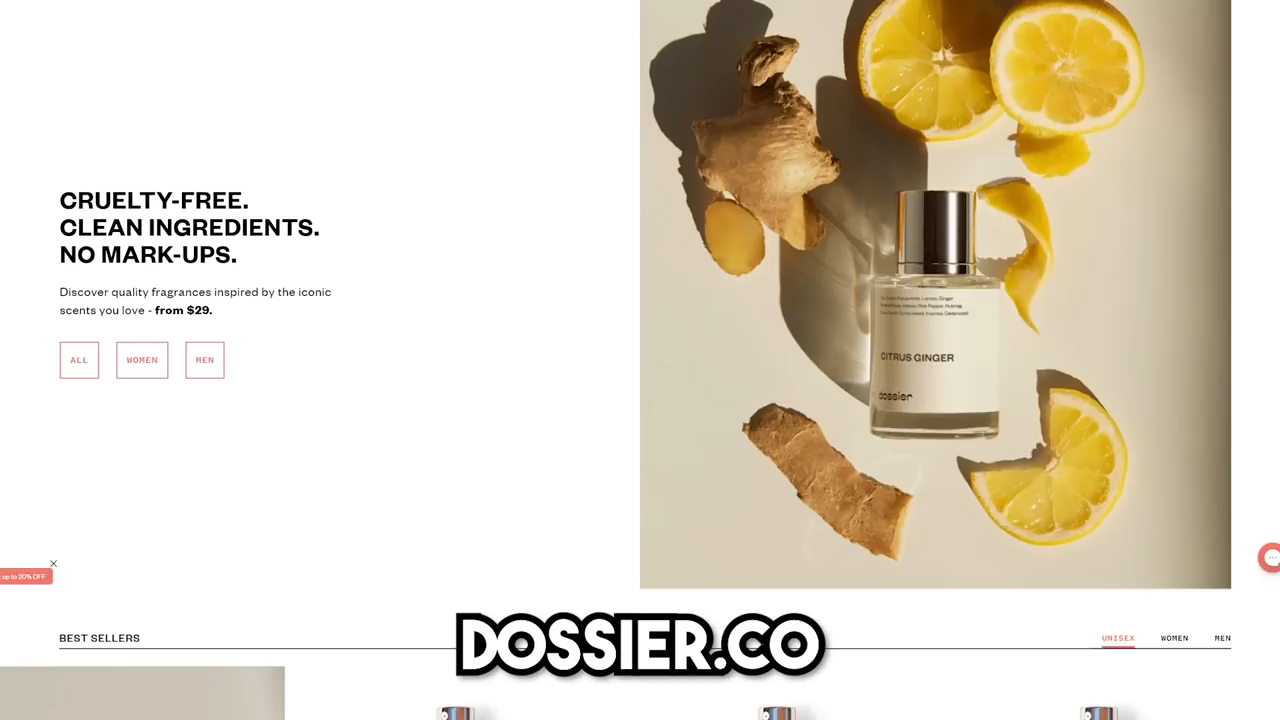 CRUELTY-FREE.
CLEAN INGREDIENTS.
NO MARK-UPS.
Discover quality fragrances inspired by the iconic
scents you love - from $29.
ALL
WOMEN
MEN
CITRUS GINGER
dossier
up to 20% OFF
BEST SELLERS
UNISEX
WOMEN
MEN
DOSSIER.CO